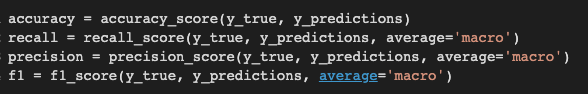 accuracy = accuracy_score(y_true, y_predictions)
recall = recall_score(y_true, y_predictions, average='macro')
precision = precision_score(y_true, y_predictions, average='macro')
f1 = f1_score(y_true, y_predictions, average='macro')